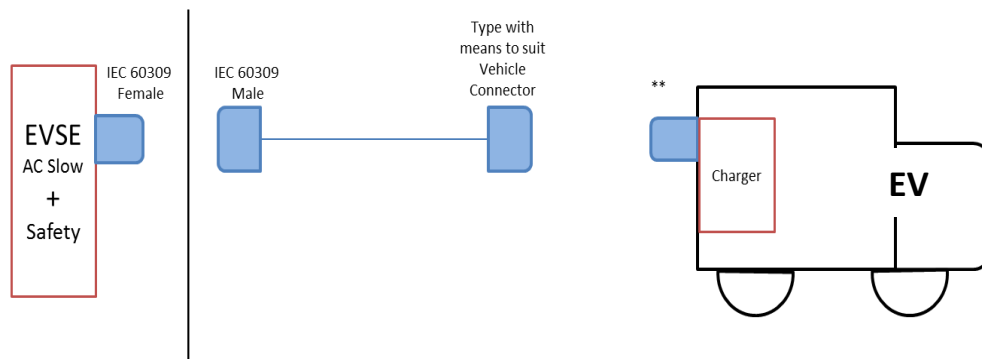 IEC 60309
Female
EVSE
AC Slow
+
Safety
IEC 60309
Male
Type with
means to suit
Vehicle
Connector
**
Charger
EV